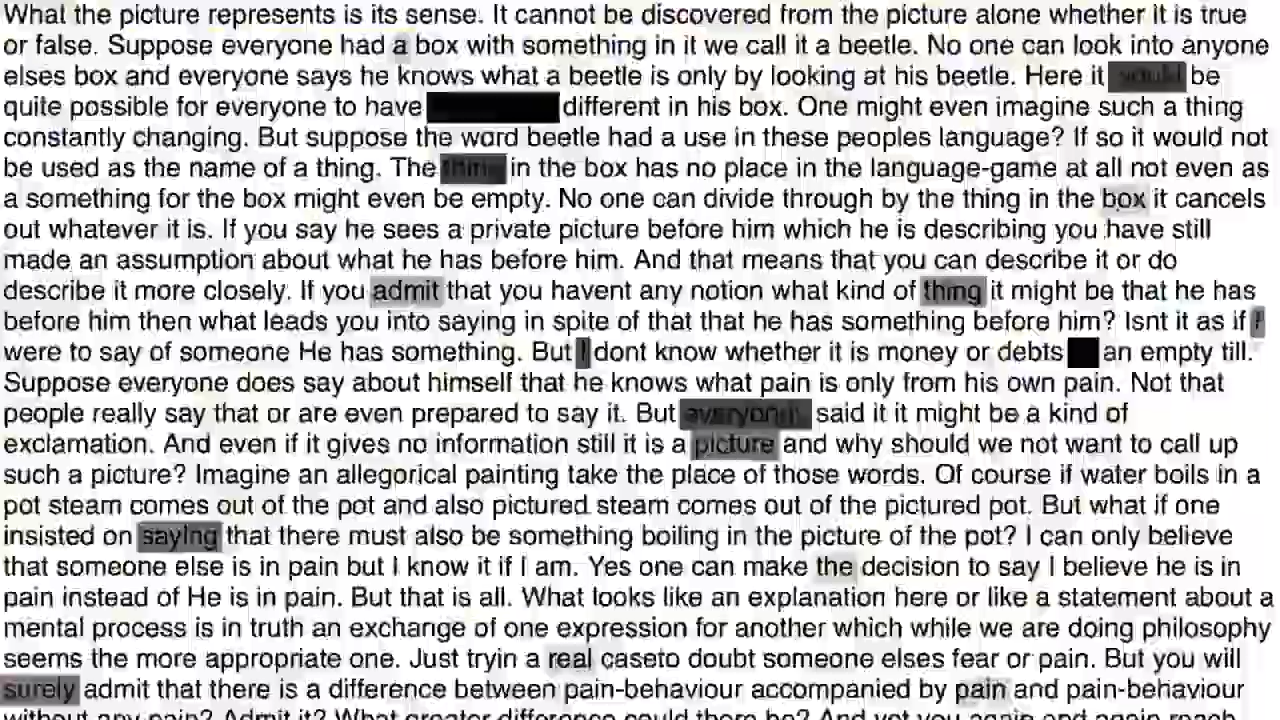 What the picture represents is its sense. It cannot be discovered from the picture alone whether it is true
or false. Suppose everyone had a box with something in it we call it a beetle. No one can look into anyone
elses box and everyone says he knows what a beetle is only by looking at his beetle. Here it would be
quite possible for everyone to have different in his box. One might even imagine such a thing
constantly changing. But suppose the word beetle had a use in these peoples language? If so it would not
be used as the name of a thing. The thing in the box has no place in the language-game at all not even as
a something for the box might even be empty. No one can divide through by the thing in the box it cancels
out whatever it is. If you say he sees a private picture before him which he is describing you have still
made an assumption about what he has before him. And that means that you can describe it or do
describe it more closely. If you admit that you havent any notion what kind of thing it might be that he has
before him then what leads you into saying in spite of that that he has something before him? Isnt it as if I
were to say of someone He has something. But I dont know whether it is money or debts an empty till.
Suppose everyone does say about himself that he knows what pain is only from his own pain. Not that
people really say that or are even prepared to say it. But everyone said it it might be a kind of
exclamation. And even if it gives no information still it is a picture and why should we not want to call up
such a picture? Imagine an allegorical painting take the place of those words. Of course if water boils in a
pot steam comes out of the pot and also pictured steam comes out of the pictured pot. But what if one
insisted on saying that there must also be something boiling in the picture of the pot? I can only believe
that someone else is in pain but I know it if I am. Yes one can make the decision to say I believe he is in
pain instead of He is in pain. But that is all. What looks like an explanation here or like a statement about a
mental process is in truth an exchange of one expression for another which while we are doing philosophy
seems the more appropriate one. Just tryin a real caseto doubt someone elses fear or pain. But you will
surely admit that there is a difference between pain-behaviour accompanied by pain and pain-behaviour
without any pain? Admit it? What greater difference could there be? And yet you again and again reach